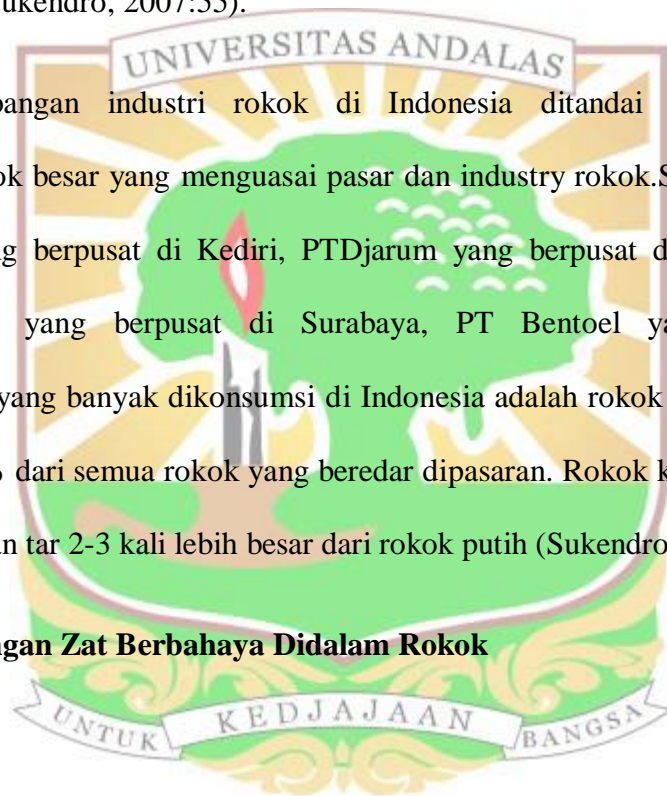 ukendro, 2007:55).
UNIVERSITAS ANDALAS
bangan industri rokok di Indonesia ditandai
ok besar yang menguasai pasar dan industry rokok.S
g berpusat di Kediri, PTDjarum yang berpusat d
yang berpusat di Surabaya, PT Bentoel ya
yang banyak dikonsumsi di Indonesia adalah rokok
dari semua rokok yang beredar dipasaran. Rokok k
n tar 2-3 kali lebih besar dari rokok putih (Sukendro
ngan Zat Berbahaya Didalam Rokok
UNTUK KEDJAJAAN BANGSA